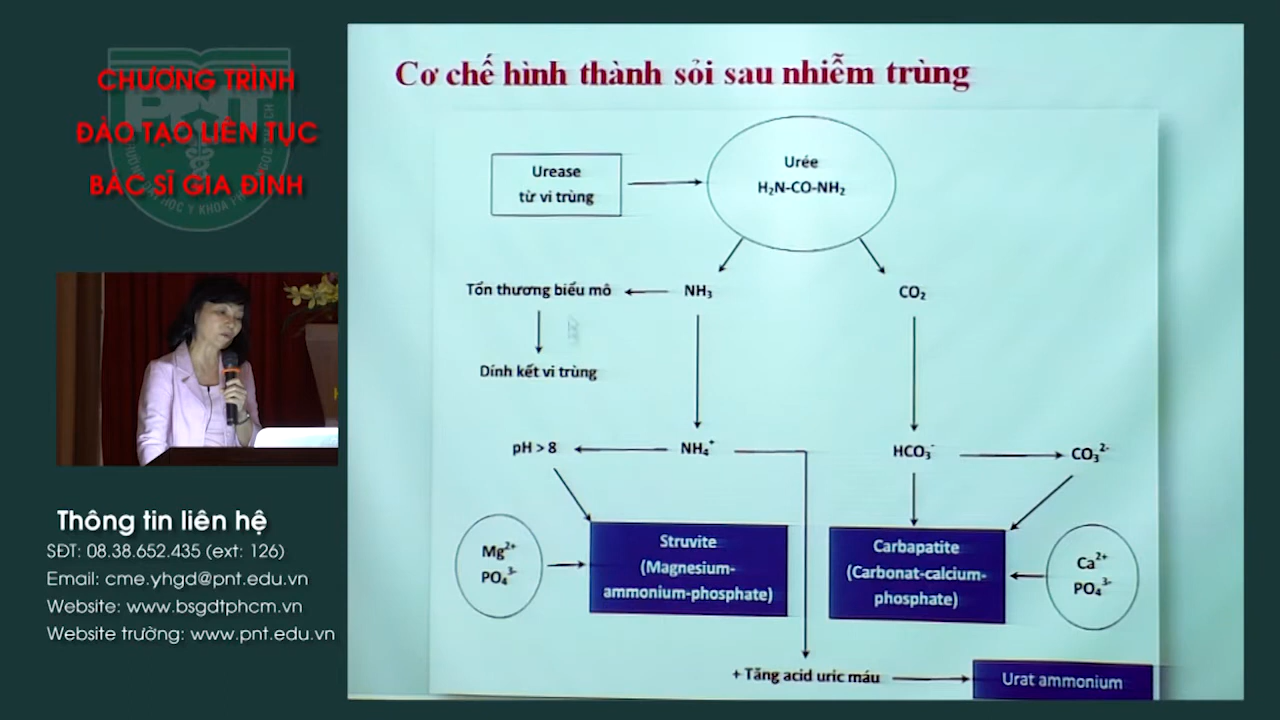 CHƯƠNG TRÌNH
ĐÀO TẠO LIÊN TỤC
BÁC SĨ GIA ĐÌNH
PNT
Thông tin liên hệ
SĐT: 08.38.652.435 (ext: 126)
Email: cme.yhgd@pnt.edu.vn
Website: www.bsgdtphcm.vn
Website trường: www.pnt.edu.vn
Cơ chế hình thành sỏi sau nhiễm trùng
Urease
từ vi trùng
Urée
H₂N-CO-NH₂
Tổn thương biểu mô
NH₃
CO₂
Dính kết vi trùng
pH > 8
NH₄⁺
HCO₃⁻
CO₃²⁻
Mg²⁺
PO₄³⁻
Struvite
(Magnesium-
ammonium-phosphate)
Carbapatite
(Carbonat-calcium-
phosphate)
Ca²⁺
PO₄³⁻
+ Tăng acid uric máu
Urat ammonium